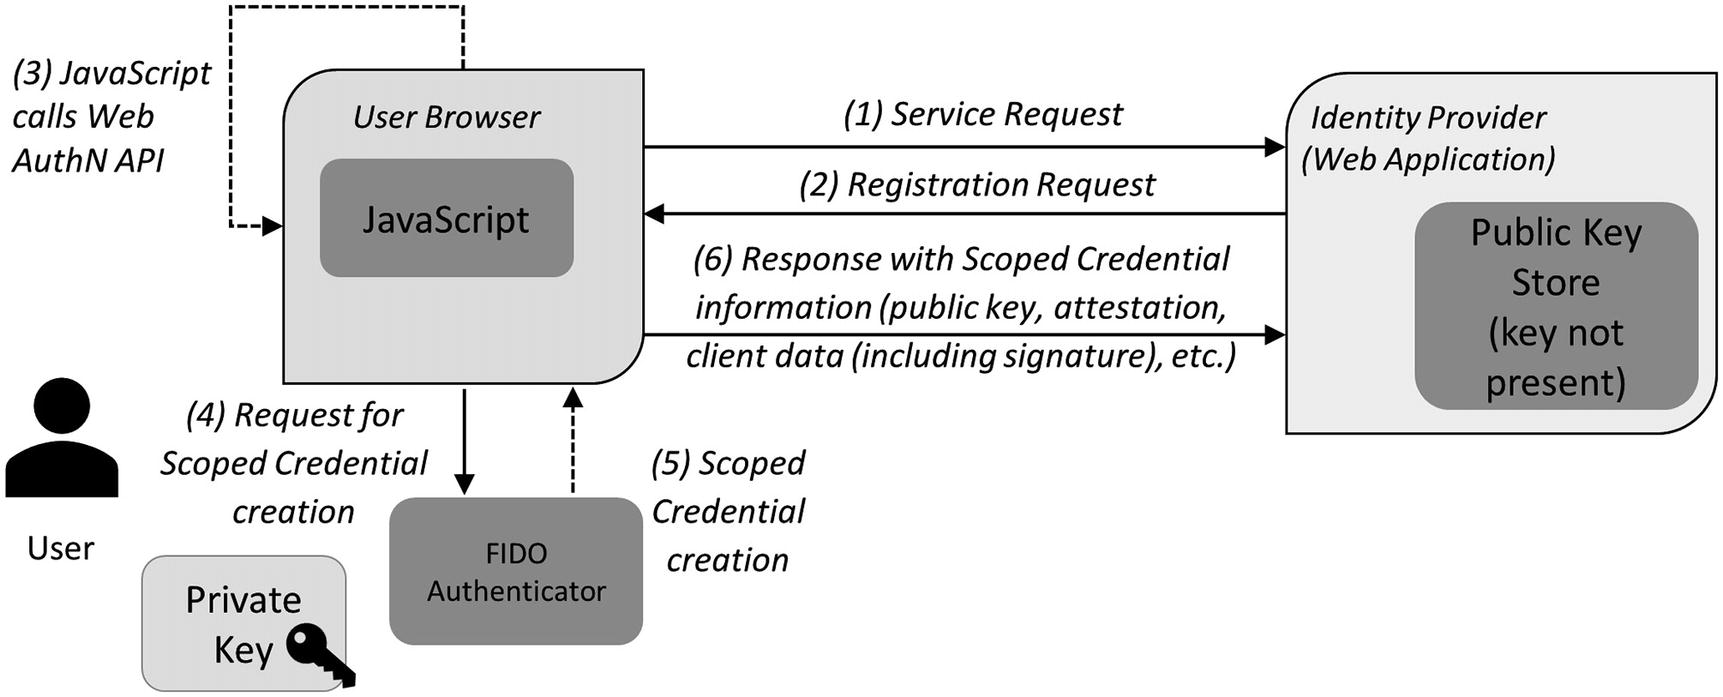 (3) JavaScript
calls Web
AuthN API
User Browser
JavaScript
(1) Service Request
(2) Registration Request
(6) Response with Scoped Credential
information (public key, attestation,
client data (including signature), etc.)
Identity Provider
(Web Application)
Public Key
Store
(key not
present)
User
(4) Request for
Scoped Credential
creation
(5) Scoped
Credential
creation
FIDO
Authenticator
Private
Key